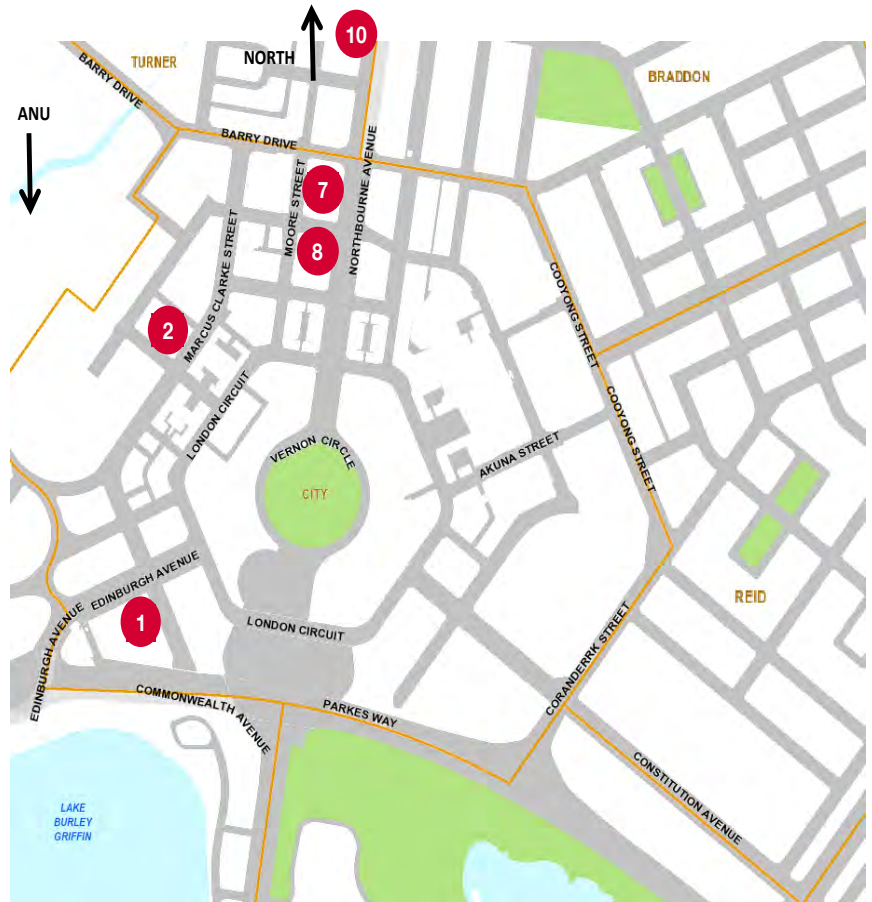 10
TURNER
NORTH
BARRY DRIVE
BRADDON
ANU
BARRY DRIVE
7
MOORE STREET
NORTHBOURNE AVENUE
8
MARCUS CLARKE STREET
2
COOYONG STREET
LONDON CIRCUIT
COOYONG STREET
VERNON CIRCLE
AKUNA STREET
CITY
EDINBURGH AVENUE
REID
1
EDINBURGH AVENUE
LONDON CIRCUIT
CORANDERRK STREET
COMMONWEALTH AVENUE
PARKES WAY
CONSTITUTION AVENUE
LAKE
BURLEY
GRIFFIN